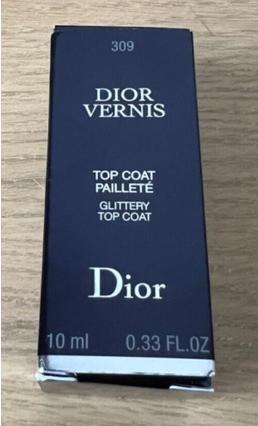 309
DIOR
VERNIS
TOP COAT
PAILLETÉ
GLITTERY
TOP COAT
Dior
10 ml 0.33 FL.OZ